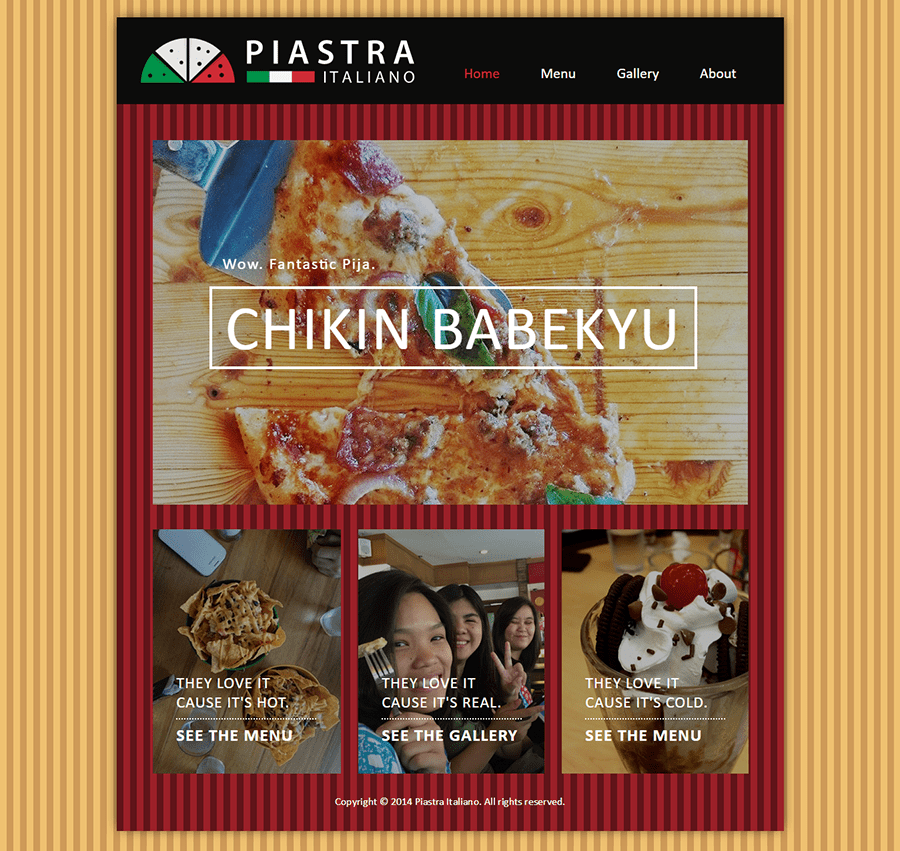 PIASTRA
ITALIANO
Home Menu Gallery About
Wow. Fantastic Pija.
CHIKIN BABEKYU
THEY LOVE IT
CAUSE IT'S HOT.
SEE THE MENU
THEY LOVE IT
CAUSE IT'S REAL.
SEE THE GALLERY
THEY LOVE IT
CAUSE IT'S COLD.
SEE THE MENU
Copyright © 2014 Piastra Italiano. All rights reserved.